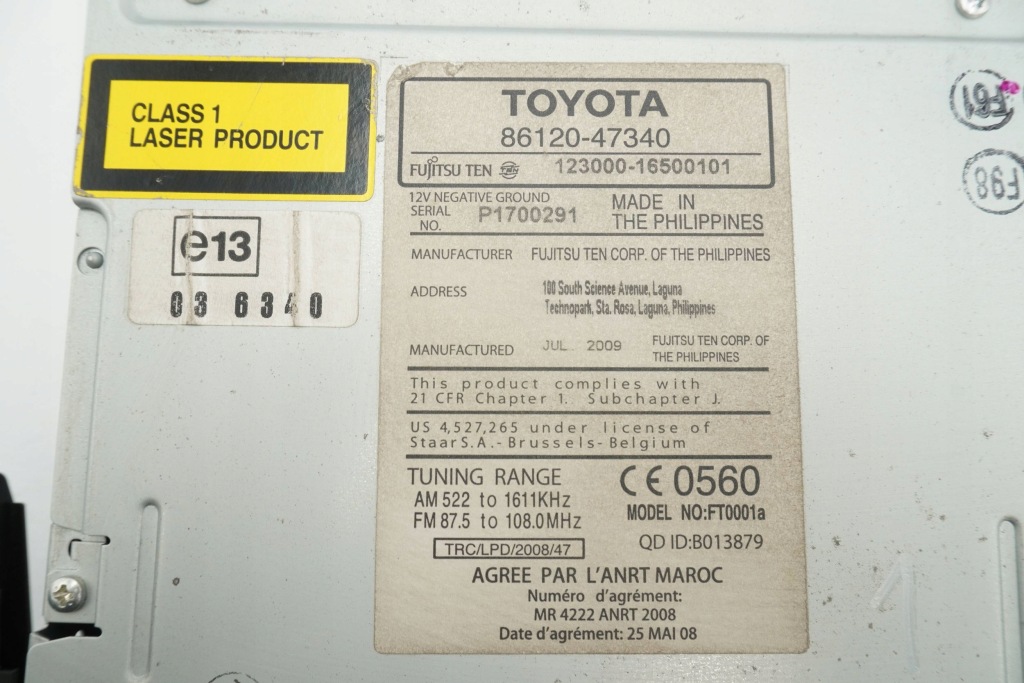 CLASS 1
LASER PRODUCT
e13
03 6340
TOYOTA
86120-47340
FUJITSU TEN TEN 123000-16500101
12V NEGATIVE GROUND
SERIAL NO. P1700291
MADE IN
THE PHILIPPINES
MANUFACTURER FUJITSU TEN CORP. OF THE PHILIPPINES
ADDRESS 100 South Science Avenue, Laguna
Technopark, Sta. Rosa, Laguna, Philippines
MANUFACTURED JUL 2009 FUJITSU TEN CORP. OF
THE PHILIPPINES
This product complies with
21 CFR Chapter 1. Subchapter J.
US 4,527,265 under license of
Staar S.A.-Brussels-Belgium
TUNING RANGE
AM 522 to 1611KHz
FM 87.5 to 108.0MHz
TRC/LPD/2008/47
CE 0560
MODEL NO:FT0001a
QD ID:B013879
AGREE PAR L'ANRT MAROC
Numéro d'agrément:
MR 4222 ANRT 2008
Date d'agrément: 25 MAI 08
F61
F98